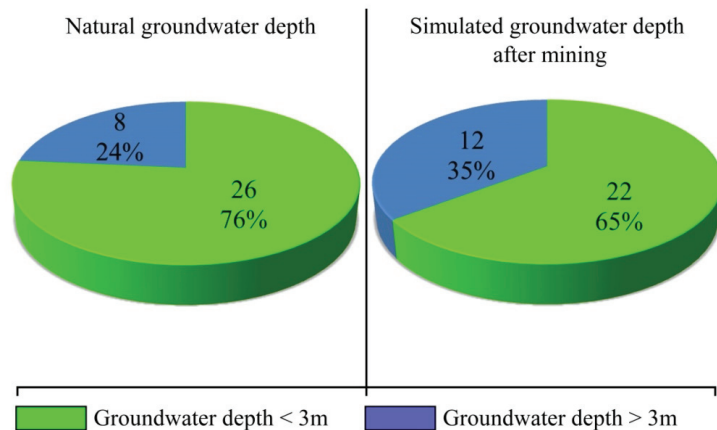 Natural groundwater depth
Simulated groundwater depth
after mining
8
24%
26
76%
12
35%
22
65%
Groundwater depth < 3m
Groundwater depth > 3m